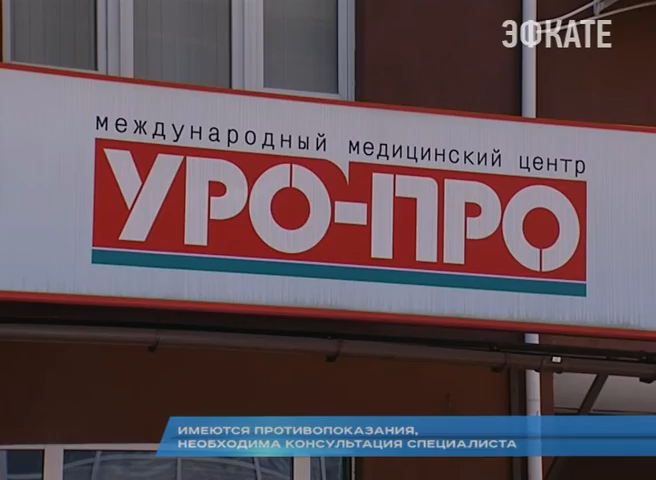 ЭФКАТЕ
международный медицинский центр
УРО-ПРО
ИМЕЮТСЯ ПРОТИВОПОКАЗАНИЯ,
НЕОБХОДИМА КОНСУЛЬТАЦИЯ СПЕЦИАЛИСТА